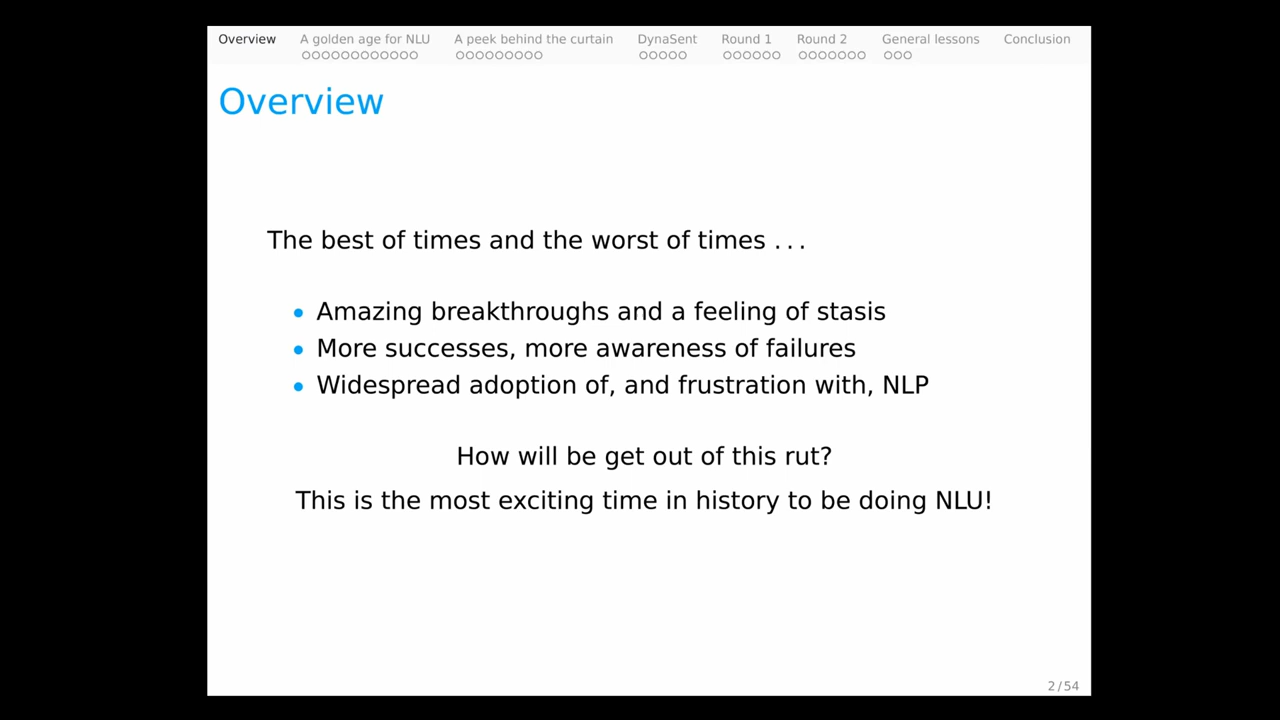 Overview A golden age for NLU A peek behind the curtain DynaSent Round 1 Round 2 General lessons Conclusion
Overview
The best of times and the worst of times . . .
• Amazing breakthroughs and a feeling of stasis
• More successes, more awareness of failures
• Widespread adoption of, and frustration with, NLP
How will be get out of this rut?
This is the most exciting time in history to be doing NLU!
2 / 54